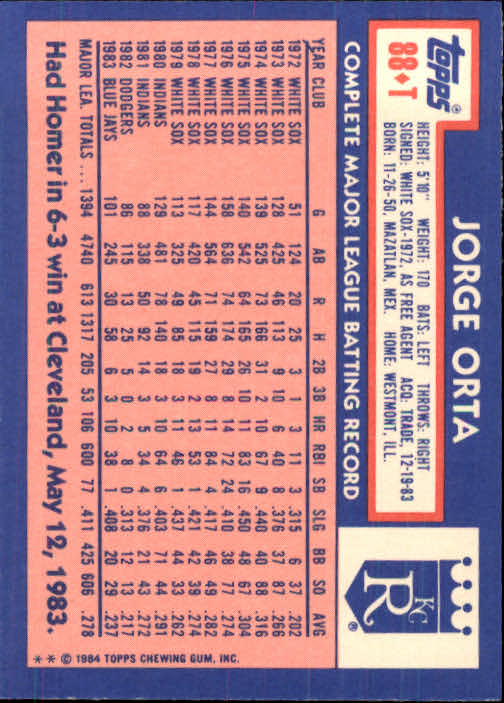 topps®
88♦T
JORGE ORTA
HEIGHT: 5'10" WEIGHT: 170 BATS: LEFT THROWS: RIGHT
SIGNED: WHITE SOX-1972, AS FREE AGENT ACQ: TRADE, 12-19-83
BORN: 11-26-50, MAZATLAN, MEX. HOME: WESTMONT, ILL.
KC
R
COMPLETE MAJOR LEAGUE BATTING RECORD
YEAR CLUB G AB R H 2B 3B HR RBI SB SLG BB SO AVG
1972 WHITE SOX 51 124 20 25 3 1 3 11 3 .315 6 37 .202
1973 WHITE SOX 128 425 46 113 9 10 6 40 8 .376 37 87 .266
1974 WHITE SOX 139 525 73 166 31 2 10 67 9 .440 40 88 .316
1975 WHITE SOX 140 542 64 165 26 10 11 83 16 .450 48 67 .304
1976 WHITE SOX 158 636 74 174 29 8 14 72 24 .410 38 77 .274
1977 WHITE SOX 144 564 71 159 27 8 11 84 4 .417 46 49 .282
1978 WHITE SOX 117 420 45 115 19 2 13 53 1 .421 42 39 .274
1979 WHITE SOX 113 325 49 85 18 3 11 46 1 .437 44 33 .262
1980 INDIANS 129 481 78 140 18 3 10 64 6 .403 71 44 .291
1981 INDIANS 88 338 50 92 14 3 5 34 4 .376 21 43 .272
1982 DODGERS 86 115 13 25 5 0 2 8 0 .313 12 13 .217
1983 BLUE JAYS 101 245 30 58 6 3 10 38 1 .408 20 29 .237
MAJOR LEA. TOTALS ... 1394 4740 613 1317 205 53 106 600 77 .411 425 606 .278
Had Homer in 6-3 win at Cleveland, May 12, 1983.
** © 1984 TOPPS CHEWING GUM, INC.